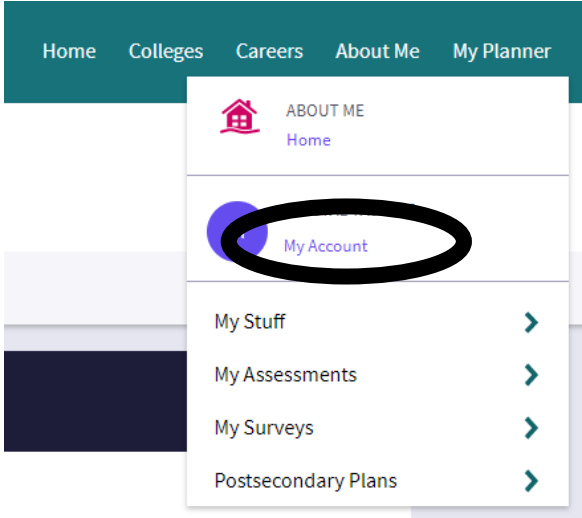 Home Colleges Careers About Me My Planner
ABOUT ME
Home
My Account
My Stuff
My Assessments
My Surveys
Postsecondary Plans